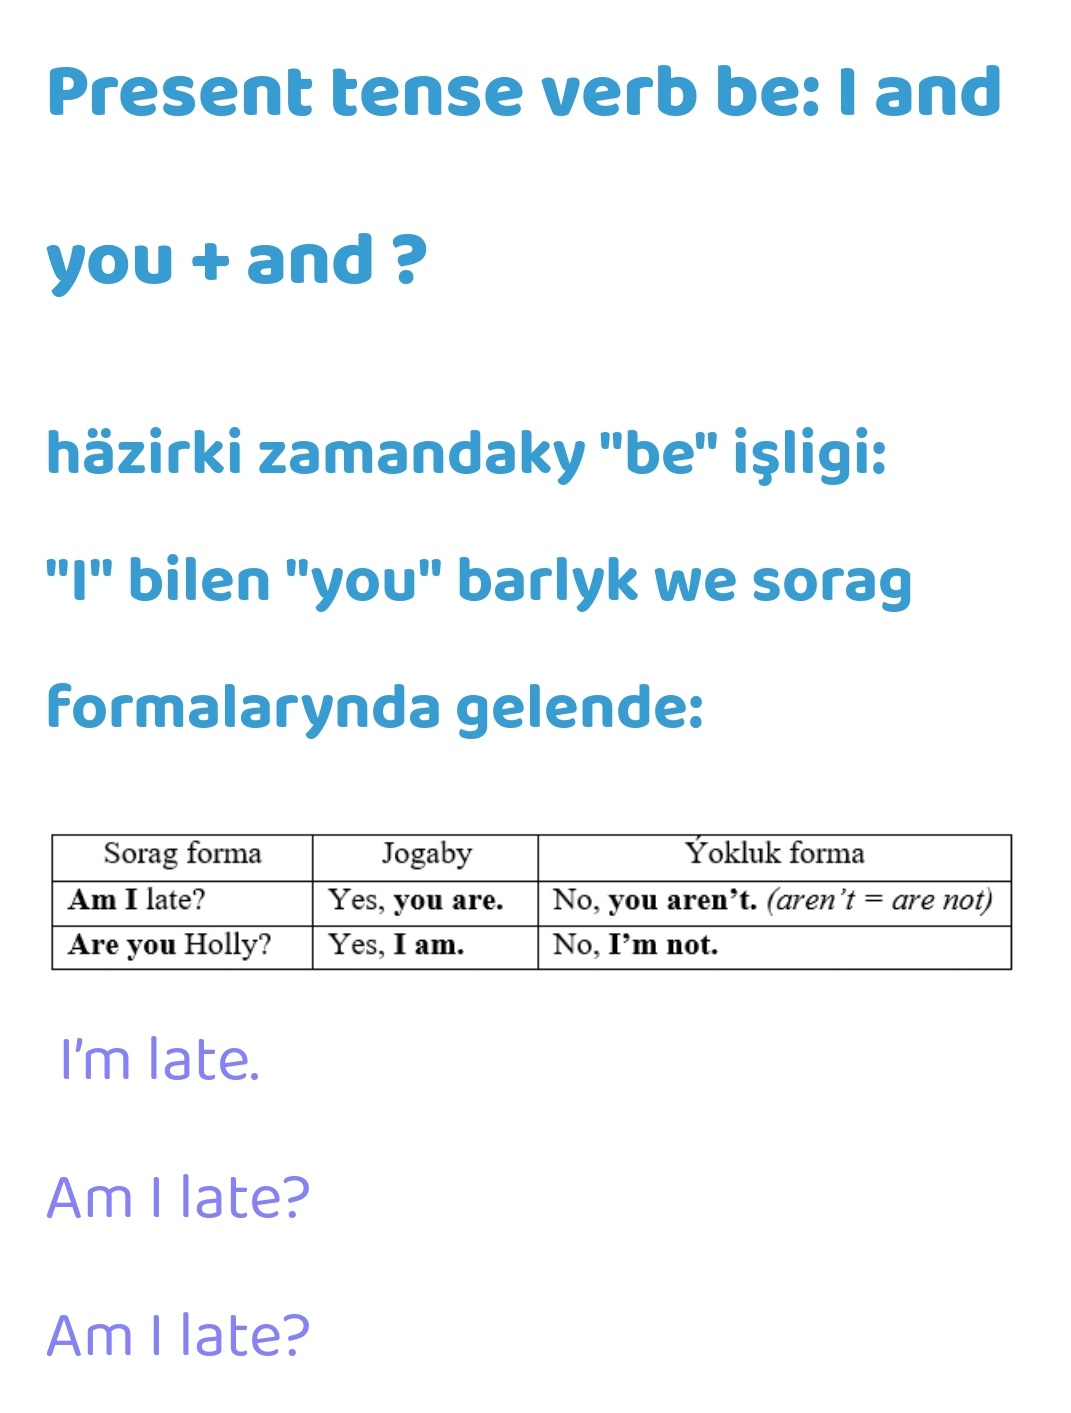 Present tense verb be: I and
you + and ?
häzirki zamandaky "be" işligi:
"I" bilen "you" barlyk we sorag
formalarynda gelende:
Sorag forma Jogaby Ýokluk forma
Am I late? Yes, you are. No, you aren’t. (aren’t = are not)
Are you Holly? Yes, I am. No, I’m not.
I’m late.
Am I late?
Am I late?